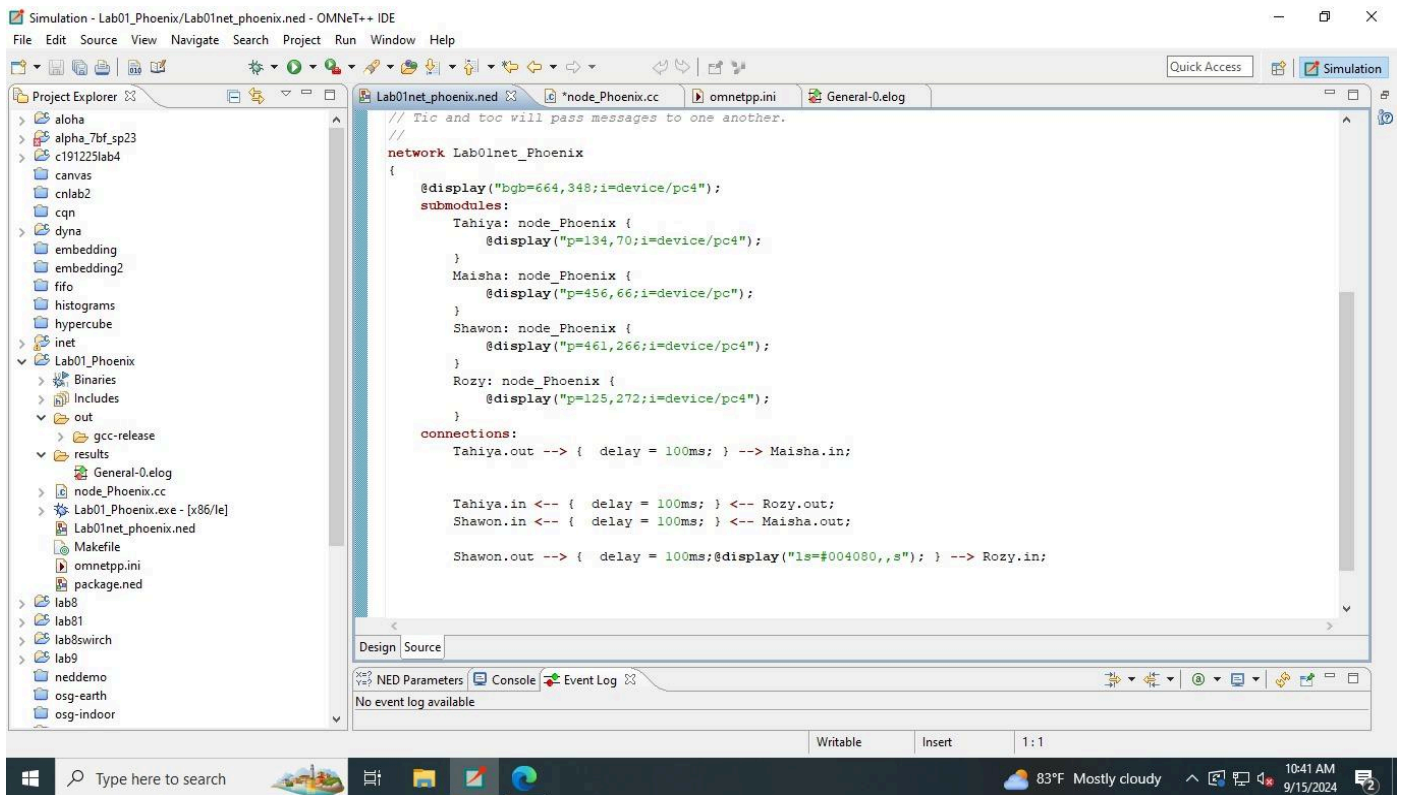 Simulation - Lab01_Phoenix/Lab01net_phoenix.ned - OMNeT++ IDE
File Edit Source View Navigate Search Project Run Window Help
Quick Access
Simulation
Project Explorer
aloha
alpha_7bf_sp23
c191225lab4
canvas
cnlab2
cqn
dyna
embedding
embedding2
fifo
histograms
hypercube
inet
Lab01_Phoenix
Binaries
Includes
out
gcc-release
results
General-0.elog
node_Phoenix.cc
Lab01_Phoenix.exe - [x86/le]
Lab01net_phoenix.ned
Makefile
omnetpp.ini
package.ned
lab8
lab81
lab8swirch
lab9
neddemo
osg-earth
osg-indoor
Lab01net_phoenix.ned *node_Phoenix.cc omnetpp.ini General-0.elog
// Tic and toc will pass messages to one another.
//
network Lab01net_Phoenix
{
@display("bgb=664,348;i=device/pc4");
submodules:
Tahiya: node_Phoenix {
@display("p=134,70;i=device/pc4");
}
Maisha: node_Phoenix {
@display("p=456,66;i=device/pc");
}
Shawon: node_Phoenix {
@display("p=461,266;i=device/pc4");
}
Rozy: node_Phoenix {
@display("p=125,272;i=device/pc4");
}
connections:
Tahiya.out --> { delay = 100ms; } --> Maisha.in;
Tahiya.in <-- { delay = 100ms; } <-- Rozy.out;
Shawon.in <-- { delay = 100ms; } <-- Maisha.out;
Shawon.out --> { delay = 100ms;@display("ls=#004080,,s"); } --> Rozy.in;
Design Source
NED Parameters Console Event Log
No event log available
Writable Insert 1 : 1
Type here to search
83°F Mostly cloudy
10:41 AM
9/15/2024
2